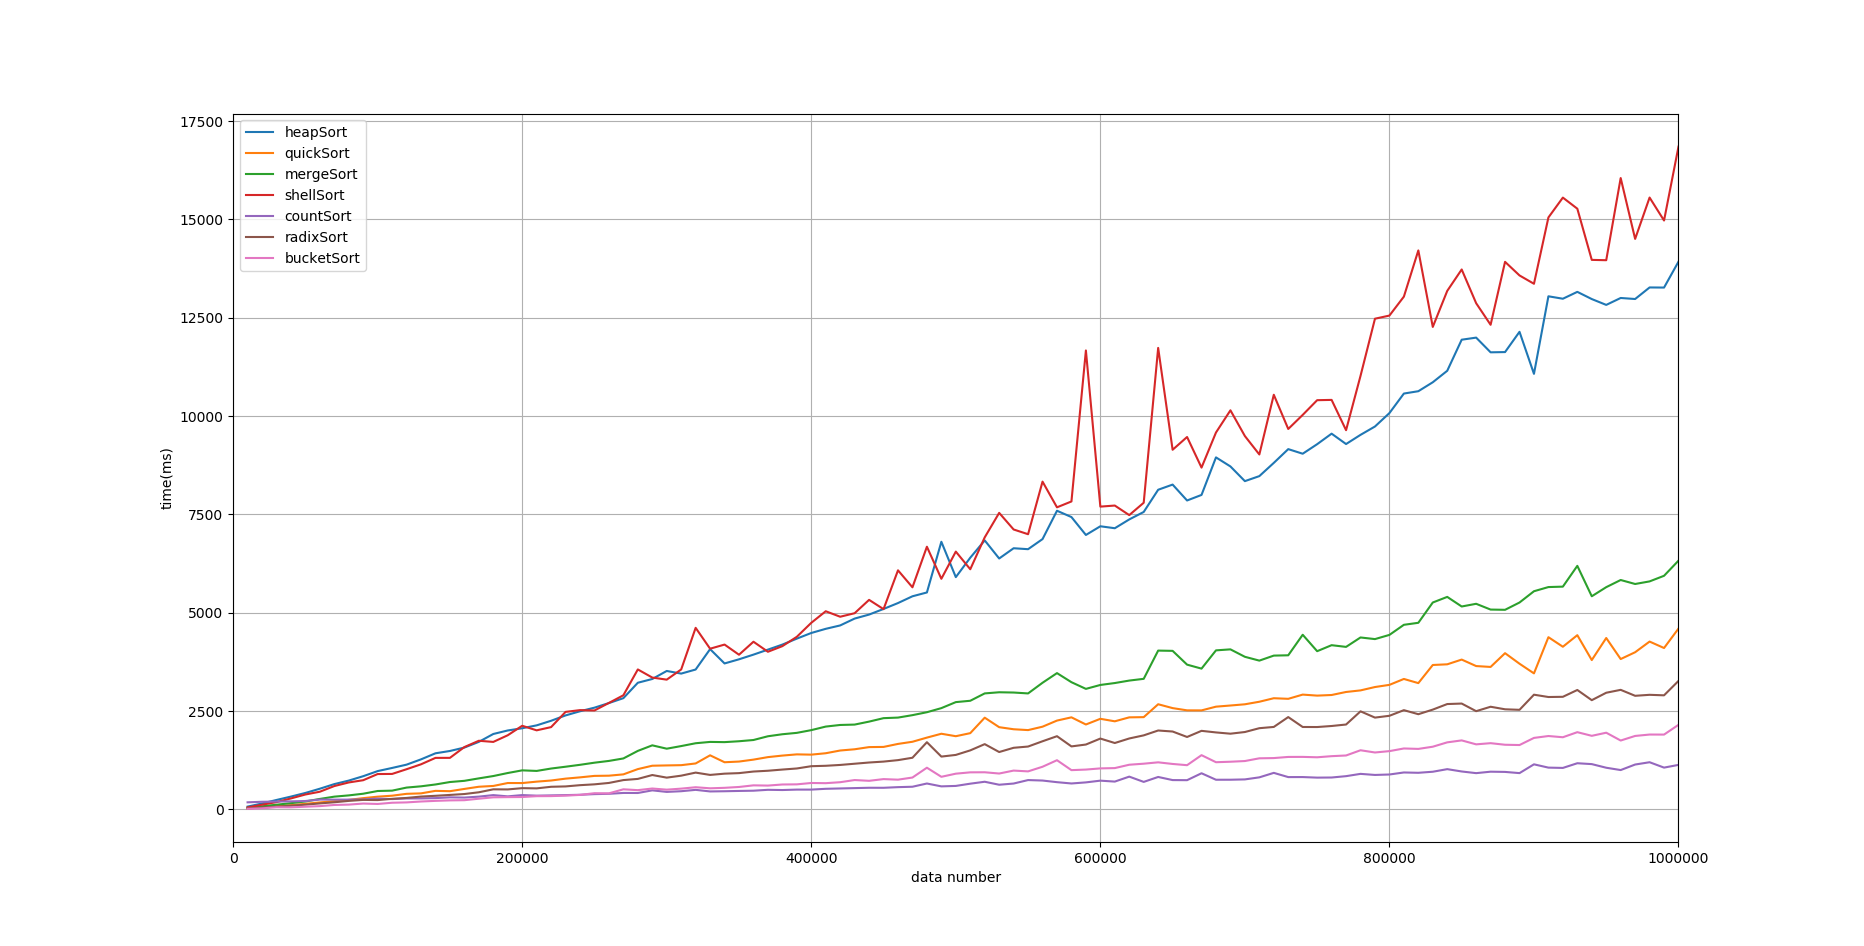 17500
15000
12500
10000
7500
5000
2500
0
time(ms)
heapSort
quickSort
mergeSort
shellSort
countSort
radixSort
bucketSort
0 200000 400000 600000 800000 1000000
data number